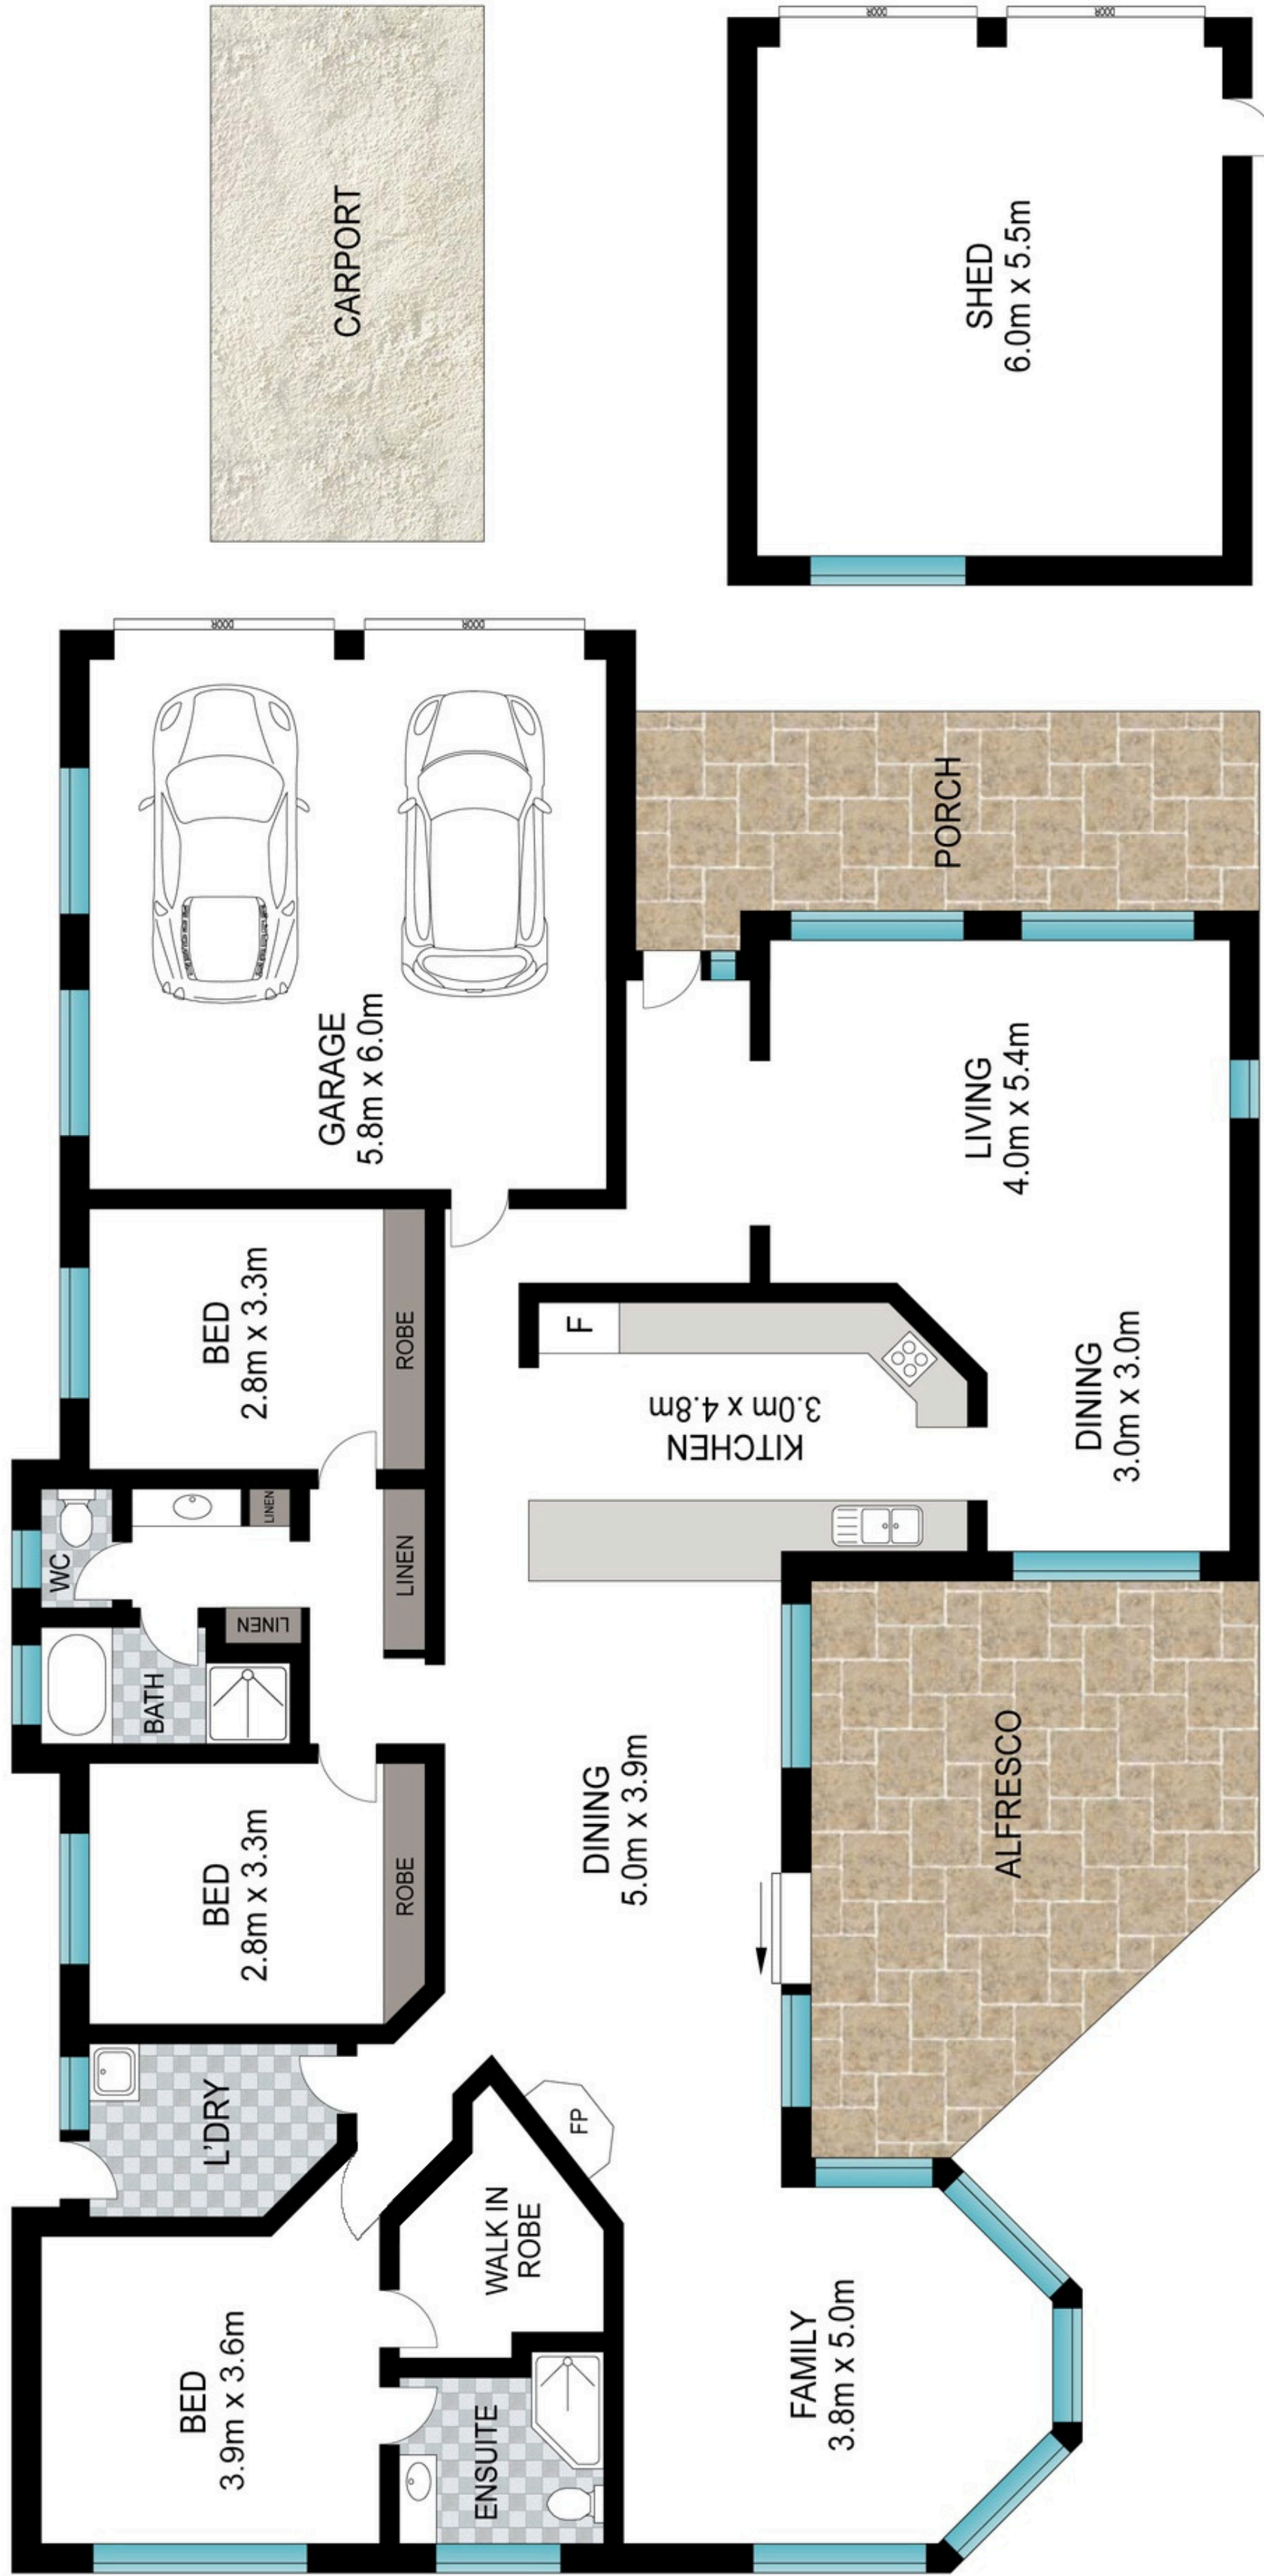 CARPORT
SHED
6.0m x 5.5m
DOOR
DOOR
DOOR
DOOR
GARAGE
5.8m x 6.0m
PORCH
BED
2.8m x 3.3m
ROBE
LIVING
4.0m x 5.4m
F
KITCHEN
3.0m x 4.8m
DINING
3.0m x 3.0m
WC
LINEN
LINEN
LINEN
BATH
BED
2.8m x 3.3m
ROBE
DINING
5.0m x 3.9m
ALFRESCO
L'DRY
FP
WALK IN
ROBE
BED
3.9m x 3.6m
ENSUITE
FAMILY
3.8m x 5.0m